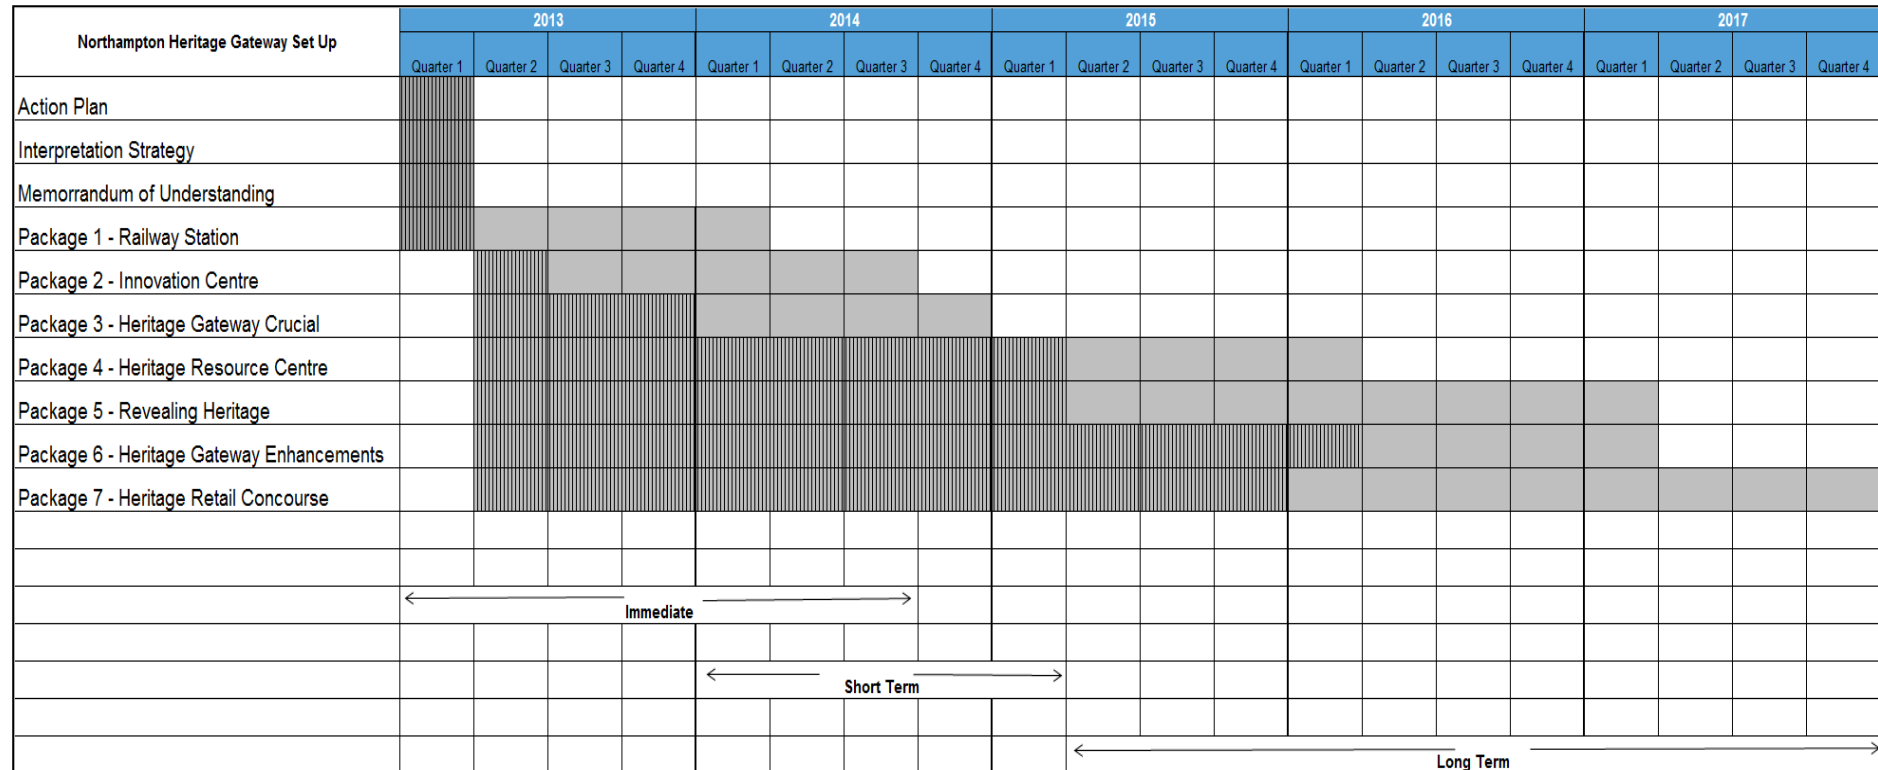 2013 2014 2015 2016 2017
Northampton Heritage Gateway Set Up
Quarter 1 Quarter 2 Quarter 3 Quarter 4 Quarter 1 Quarter 2 Quarter 3 Quarter 4 Quarter 1 Quarter 2 Quarter 3 Quarter 4 Quarter 1 Quarter 2 Quarter 3 Quarter 4 Quarter 1 Quarter 2 Quarter 3 Quarter 4
Action Plan
Interpretation Strategy
Memorrandum of Understanding
Package 1 - Railway Station
Package 2 - Innovation Centre
Package 3 - Heritage Gateway Crucial
Package 4 - Heritage Resource Centre
Package 5 - Revealing Heritage
Package 6 - Heritage Gateway Enhancements
Package 7 - Heritage Retail Concourse
Immediate
Short Term
Long Term